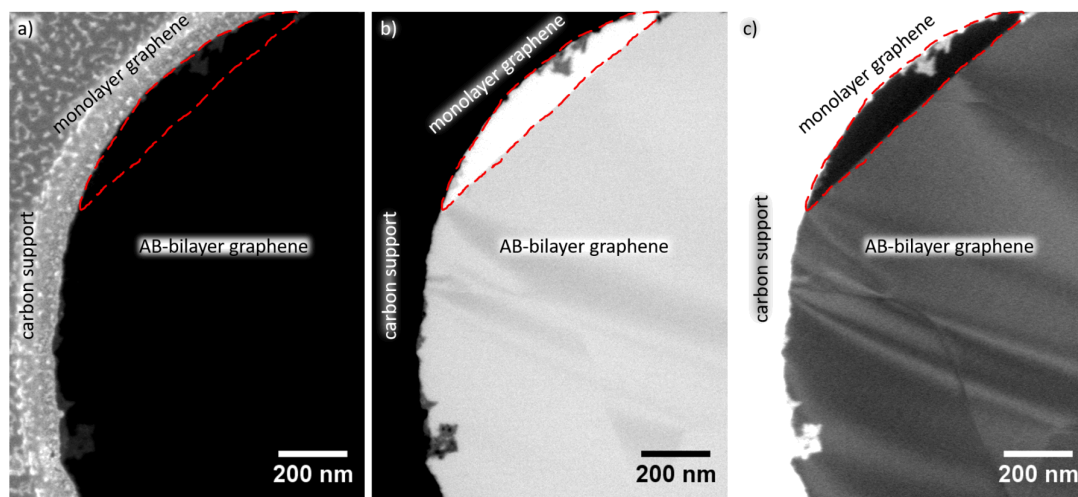 a)
monolayer graphene
carbon support
AB-bilayer graphene
200 nm
b)
monolayer graphene
carbon support
AB-bilayer graphene
200 nm
c)
monolayer graphene
carbon support
AB-bilayer graphene
200 nm